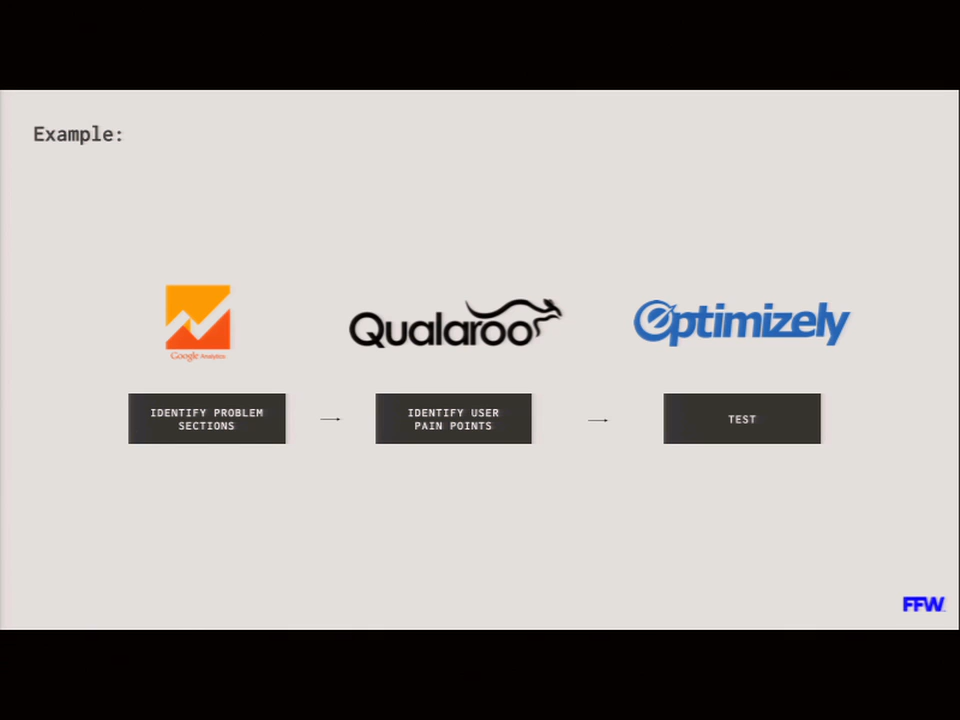 Example:
Google Analytics
Qualaroo
Optimizely
IDENTIFY PROBLEM
SECTIONS
IDENTIFY USER
PAIN POINTS
TEST
FFW